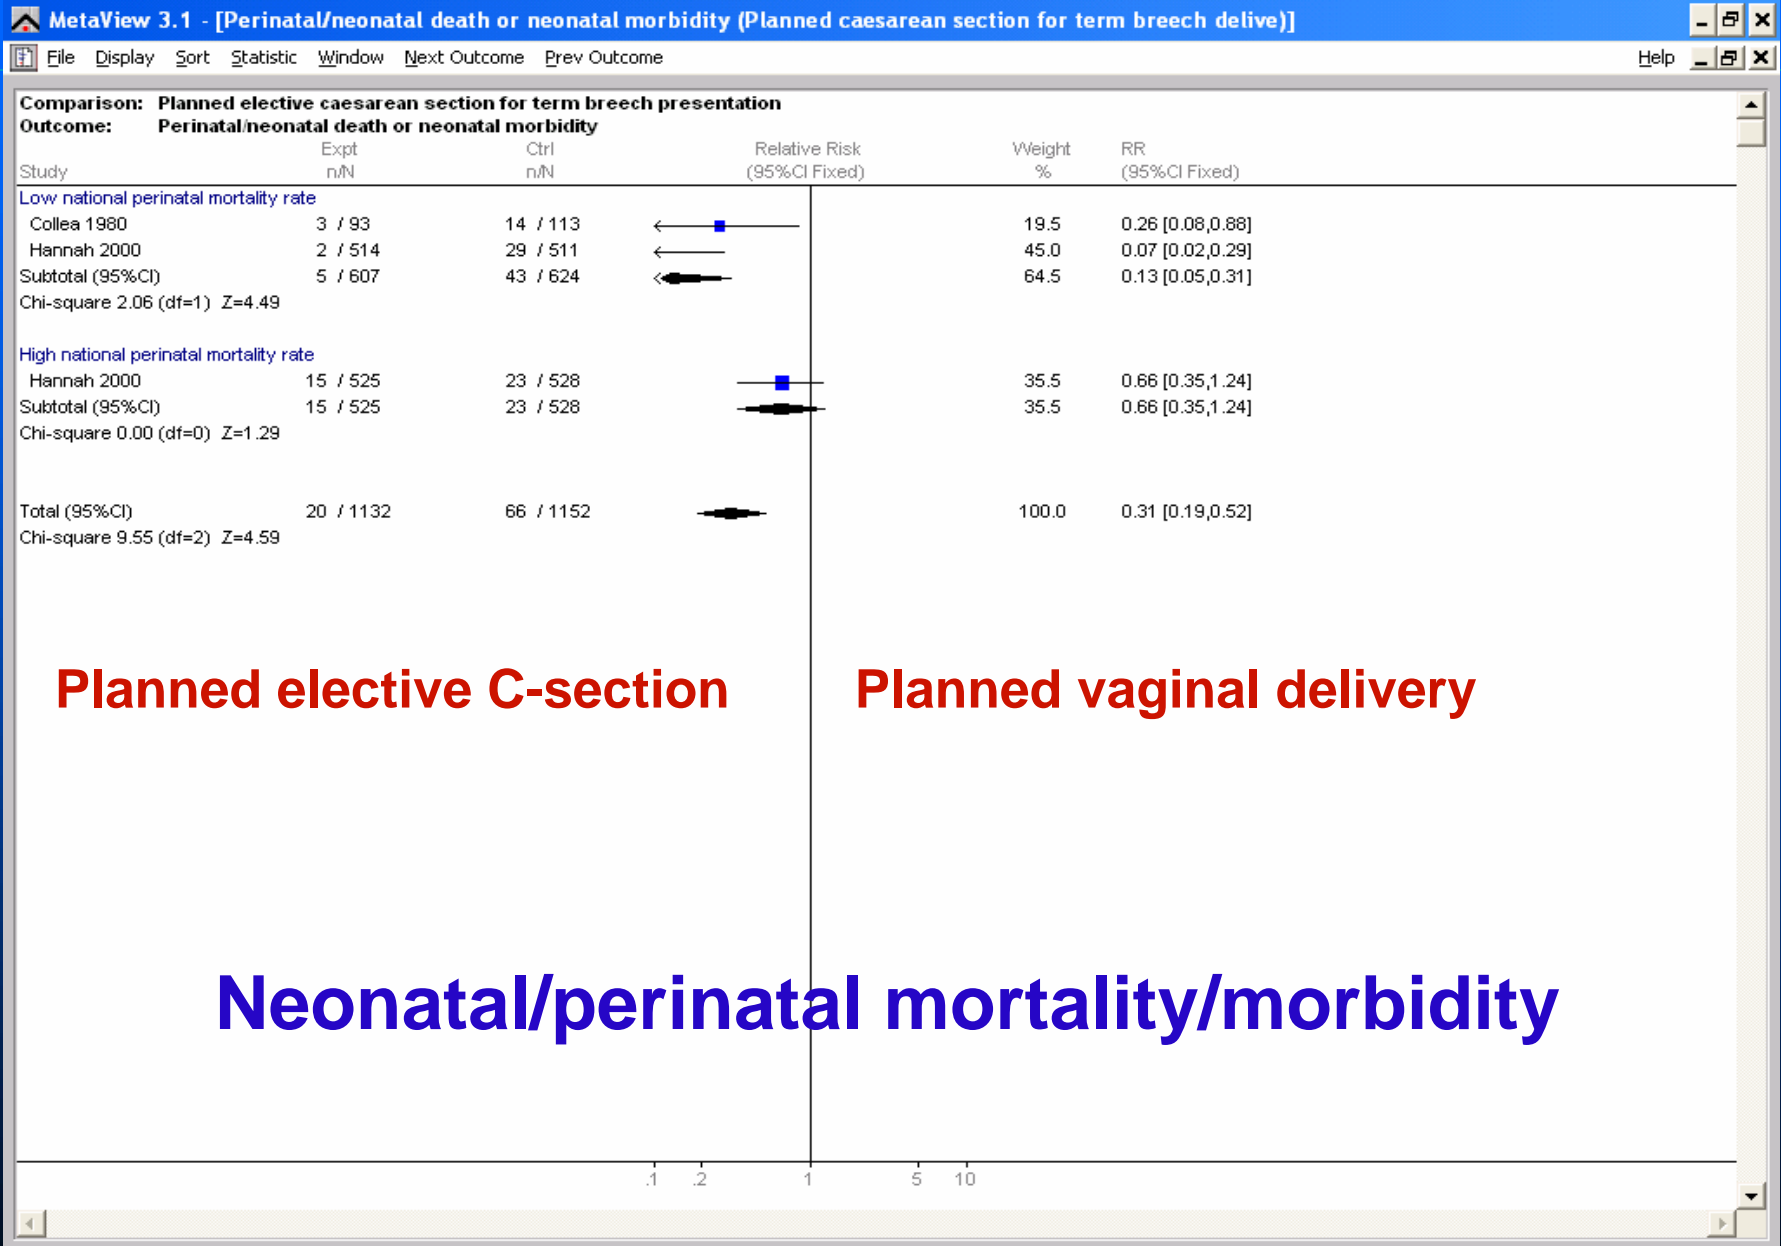 MetaView 3.1 - [Perinatal/neonatal death or neonatal morbidity (Planned caesarean section for term breech delive)]
File Display Sort Statistic Window Next Outcome Prev Outcome Help
Comparison: Planned elective caesarean section for term breech presentation
Outcome: Perinatal/neonatal death or neonatal morbidity
Expt Ctrl Relative Risk Weight RR
Study n/N n/N (95%CI Fixed) % (95%CI Fixed)
Low national perinatal mortality rate
Collea 1980 3 / 93 14 / 113 19.5 0.26 [0.08,0.88]
Hannah 2000 2 / 514 29 / 511 45.0 0.07 [0.02,0.29]
Subtotal (95%CI) 5 / 607 43 / 624 64.5 0.13 [0.05,0.31]
Chi-square 2.06 (df=1) Z=4.49
High national perinatal mortality rate
Hannah 2000 15 / 525 23 / 528 35.5 0.66 [0.35,1.24]
Subtotal (95%CI) 15 / 525 23 / 528 35.5 0.66 [0.35,1.24]
Chi-square 0.00 (df=0) Z=1.29
Total (95%CI) 20 / 1132 66 / 1152 100.0 0.31 [0.19,0.52]
Chi-square 9.55 (df=2) Z=4.59
Planned elective C-section Planned vaginal delivery
Neonatal/perinatal mortality/morbidity
.1 .2 1 5 10